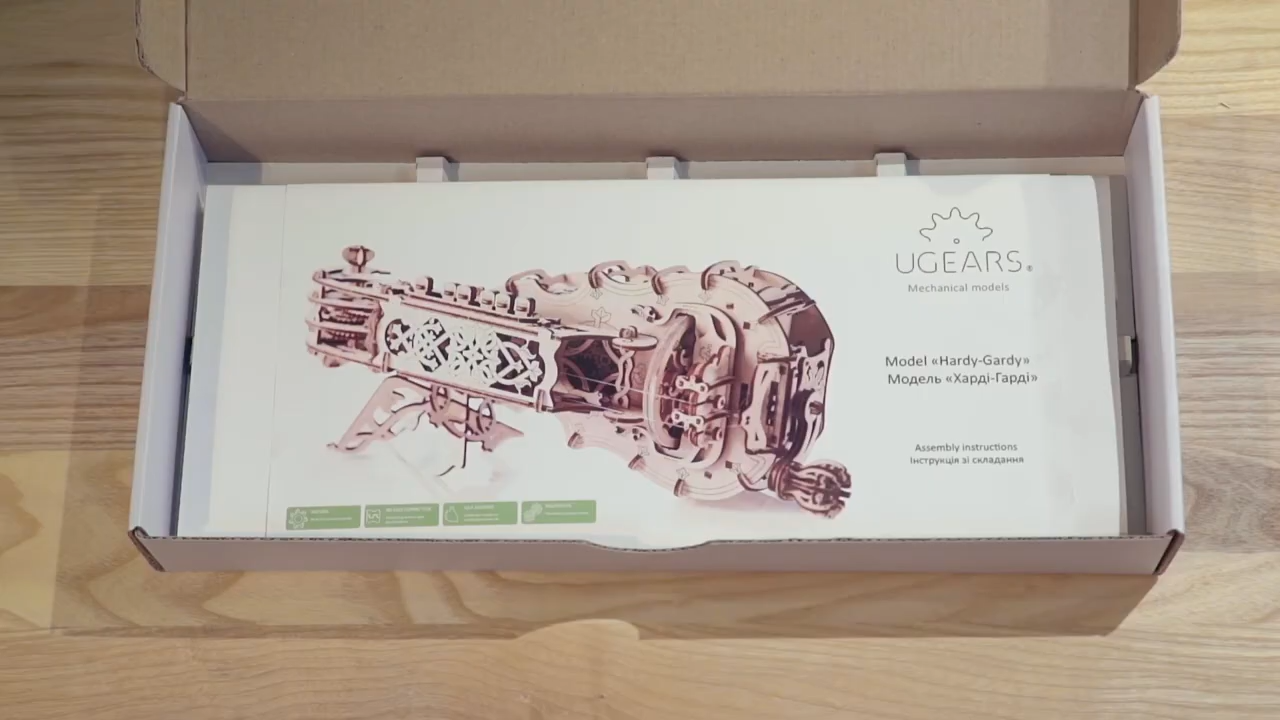 UGEARS®
Mechanical models
Model «Hardy-Gardy»
Модель «Харді-Гарді»
Assembly instructions
Інструкція зі складання